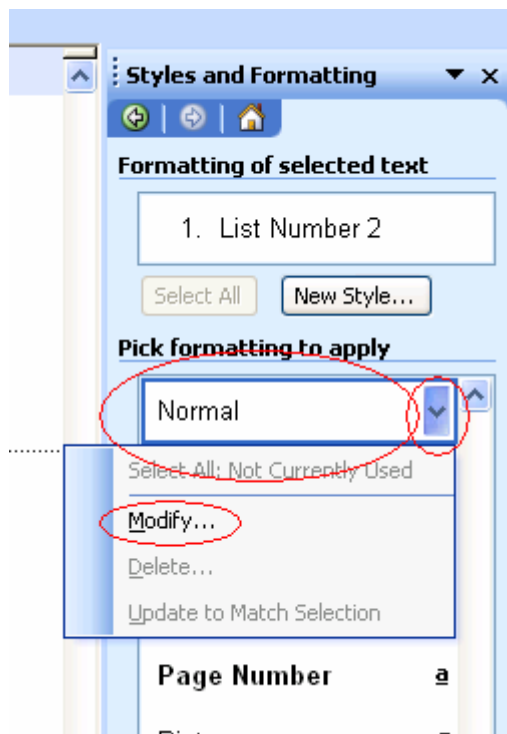 Styles and Formatting
Formatting of selected text
1. List Number 2
Select All New Style...
Pick formatting to apply
Normal
Select All: Not Currently Used
Modify...
Delete...
Update to Match Selection
Page Number a